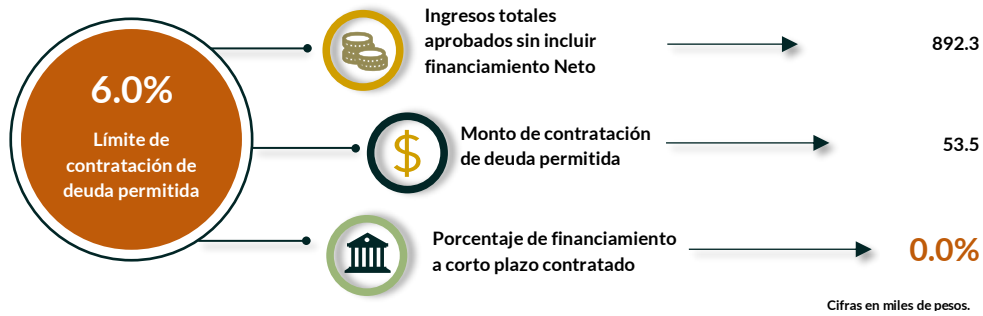 6.0%
Límite de
contratación de
deuda permitida
Ingresos totales
aprobados sin incluir
financiamiento Neto
892.3
$
Monto de contratación
de deuda permitida
53.5
Porcentaje de financiamiento
a corto plazo contratado
0.0%
Cifras en miles de pesos.